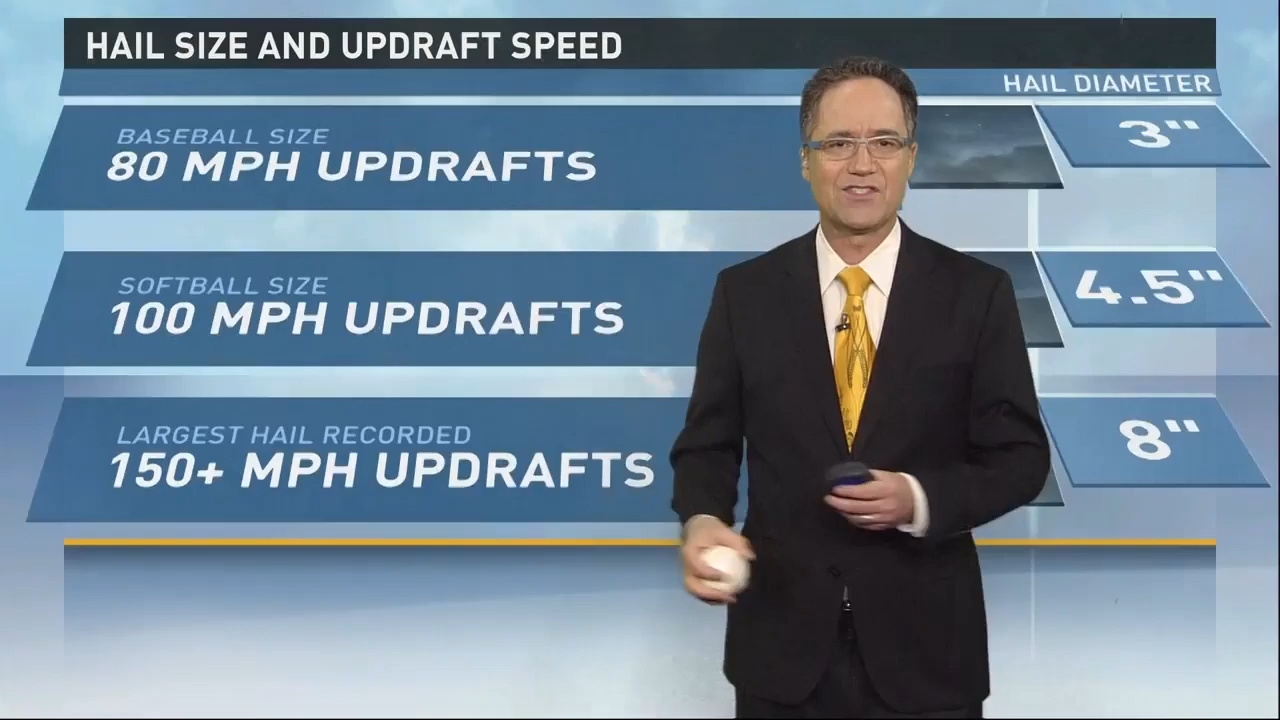 HAIL SIZE AND UPDRAFT SPEED
HAIL DIAMETER
BASEBALL SIZE
80 MPH UPDRAFTS
3"
SOFTBALL SIZE
100 MPH UPDRAFTS
4.5"
LARGEST HAIL RECORDED
150+ MPH UPDRAFTS
8"